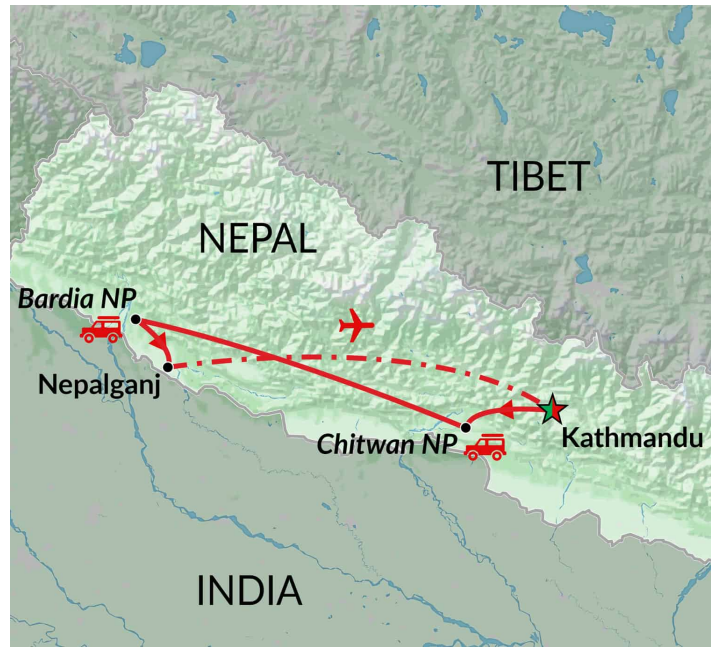 TIBET
NEPAL
Bardia NP
Nepalganj
Chitwan NP
Kathmandu
INDIA